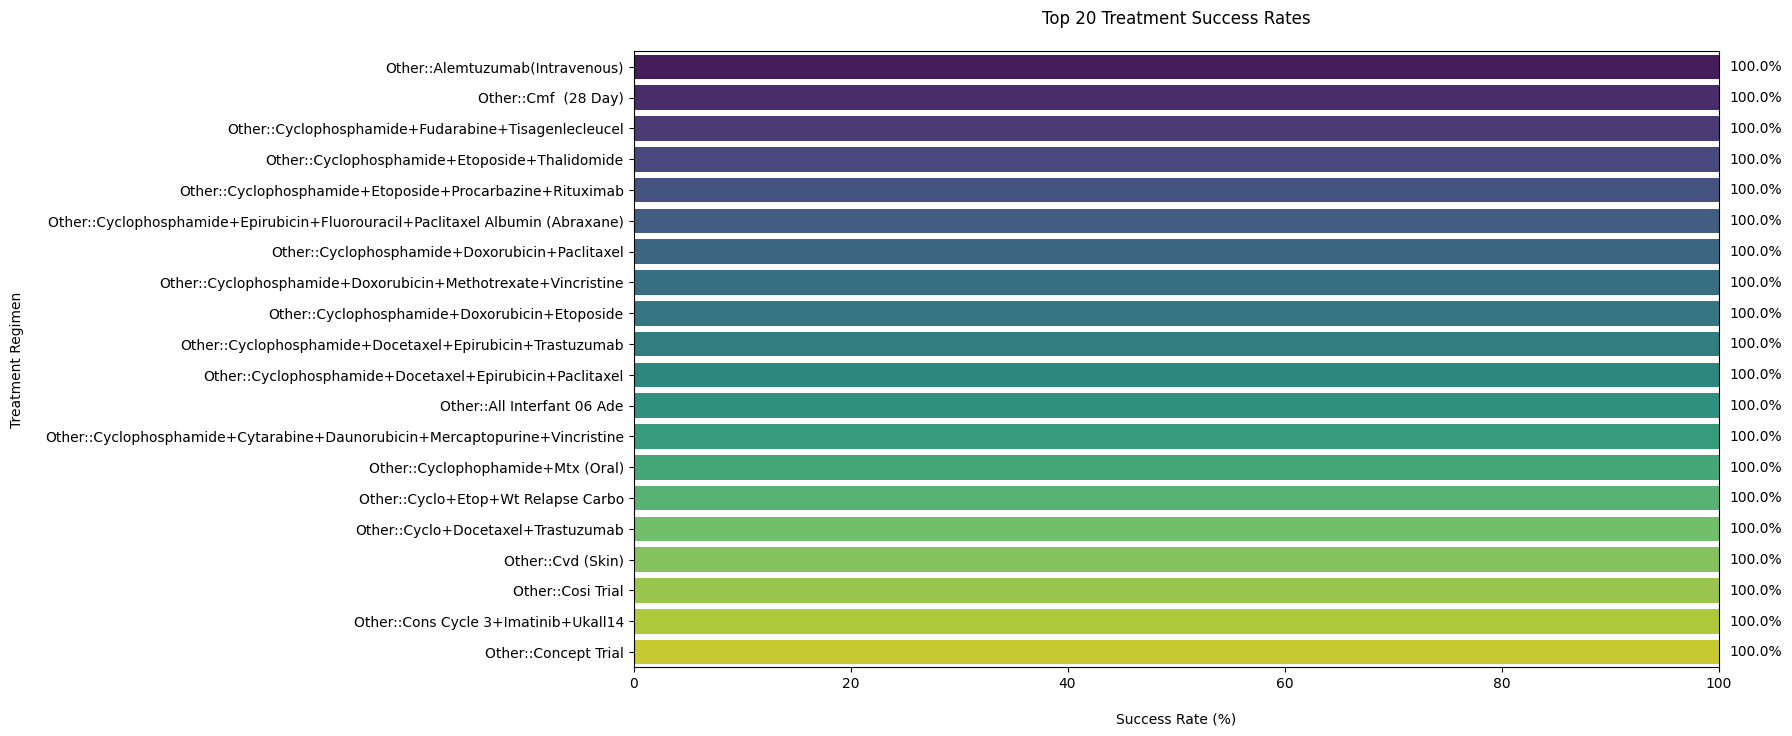 Top 20 Treatment Success Rates
Other::Alemtuzumab(Intravenous) 100.0%
Other::Cmf  (28 Day) 100.0%
Other::Cyclophosphamide+Fudarabine+Tisagenlecleucel 100.0%
Other::Cyclophosphamide+Etoposide+Thalidomide 100.0%
Other::Cyclophosphamide+Etoposide+Procarbazine+Rituximab 100.0%
Other::Cyclophosphamide+Epirubicin+Fluorouracil+Paclitaxel Albumin (Abraxane) 100.0%
Other::Cyclophosphamide+Doxorubicin+Paclitaxel 100.0%
Other::Cyclophosphamide+Doxorubicin+Methotrexate+Vincristine 100.0%
Other::Cyclophosphamide+Doxorubicin+Etoposide 100.0%
Other::Cyclophosphamide+Docetaxel+Epirubicin+Trastuzumab 100.0%
Other::Cyclophosphamide+Docetaxel+Epirubicin+Paclitaxel 100.0%
Other::All Interfant 06 Ade 100.0%
Other::Cyclophosphamide+Cytarabine+Daunorubicin+Mercaptopurine+Vincristine 100.0%
Other::Cyclophophamide+Mtx (Oral) 100.0%
Other::Cyclo+Etop+Wt Relapse Carbo 100.0%
Other::Cyclo+Docetaxel+Trastuzumab 100.0%
Other::Cvd (Skin) 100.0%
Other::Cosi Trial 100.0%
Other::Cons Cycle 3+Imatinib+Ukall14 100.0%
Other::Concept Trial 100.0%
Treatment Regimen
0 20 40 60 80 100
Success Rate (%)